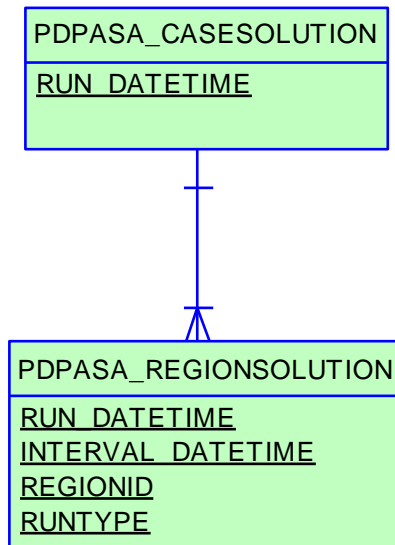 PDPASA_CASESOLUTION
RUN_DATETIME
PDPASA_REGIONSOLUTION
RUN_DATETIME
INTERVAL_DATETIME
REGIONID
RUNTYPE